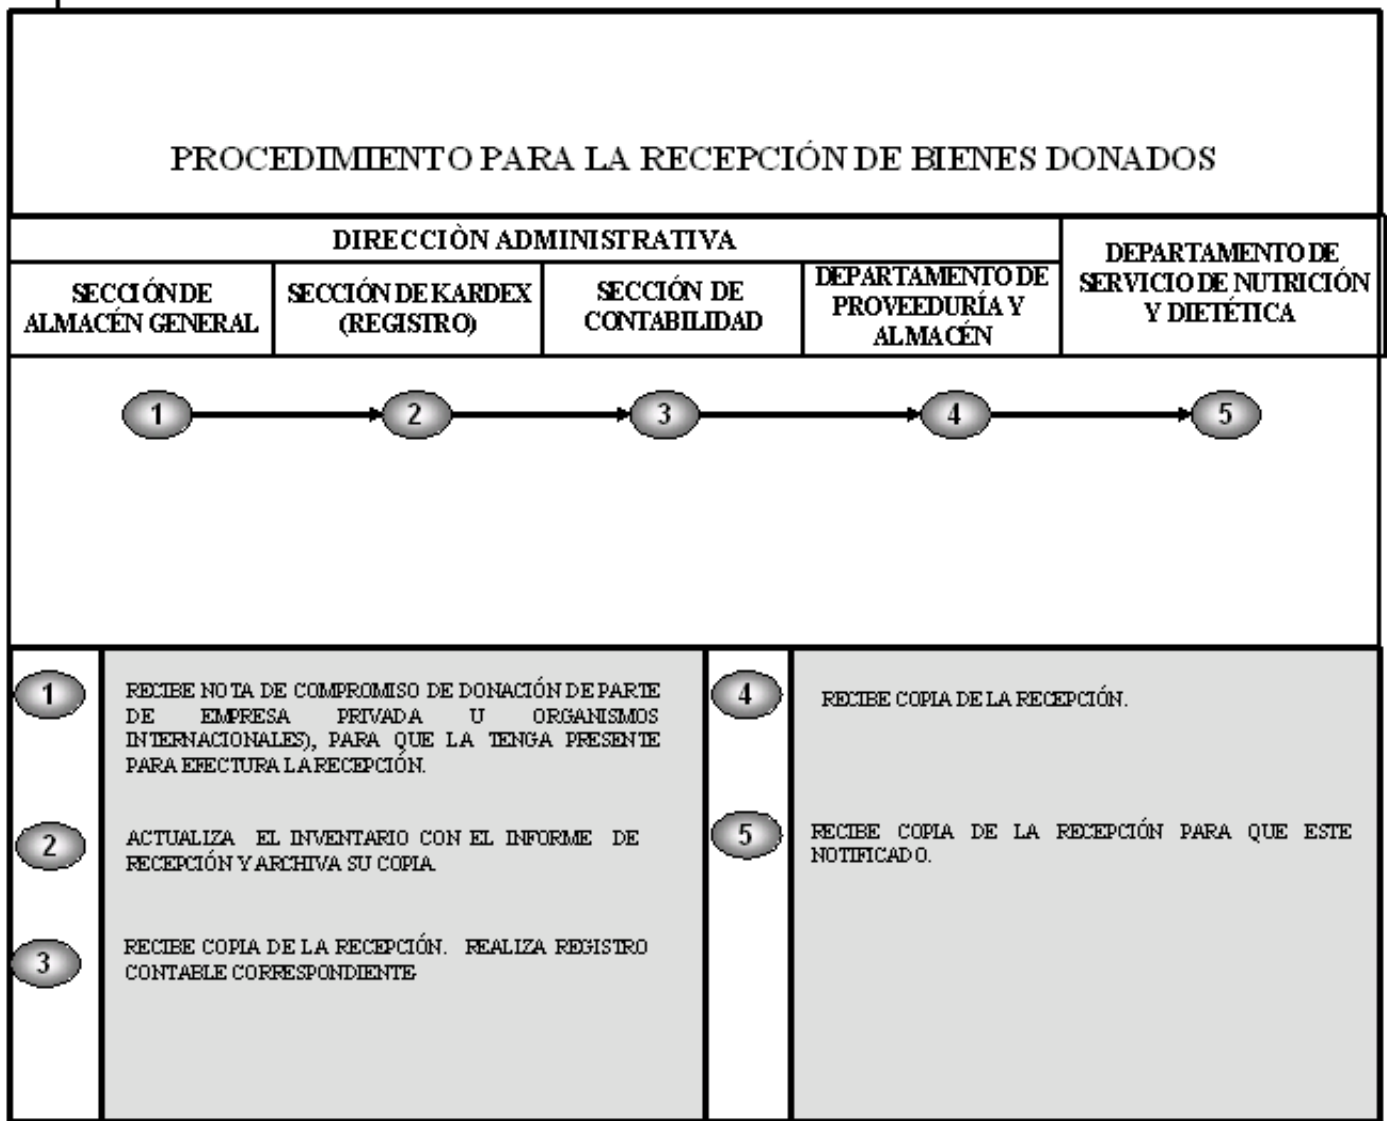 PROCEDIMIENTO PARA LA RECEPCIÓN DE BIENES DONADOS
DIRECCIÒN ADMINISTRATIVA
SECCIÓN DE
ALMACÉN GENERAL
SECCIÓN DE KARDEX
(REGISTRO)
SECCIÓN DE
CONTABILIDAD
DEPARTAMENTO DE
PROVEEDURÍA Y
ALMACÉN
DEPARTAMENTO DE
SERVICIO DE NUTRICIÓN
Y DIETÉTICA
1
2
3
4
5
1
RECIBE NOTA DE COMPROMISO DE DONACIÓN DE PARTE
DE EMPRESA PRIVADA U ORGANISMOS
INTERNACIONALES), PARA QUE LA TENGA PRESENTE
PARA EFECTURA LA RECEPCIÓN.
2
ACTUALIZA EL INVENTARIO CON EL INFORME DE
RECEPCIÓN Y ARCHIVA SU COPIA.
3
RECIBE COPIA DE LA RECEPCIÓN. REALIZA REGISTRO
CONTABLE CORRESPONDIENTE.
4
RECIBE COPIA DE LA RECEPCIÓN.
5
RECIBE COPIA DE LA RECEPCIÓN PARA QUE ESTE
NOTIFICADO.